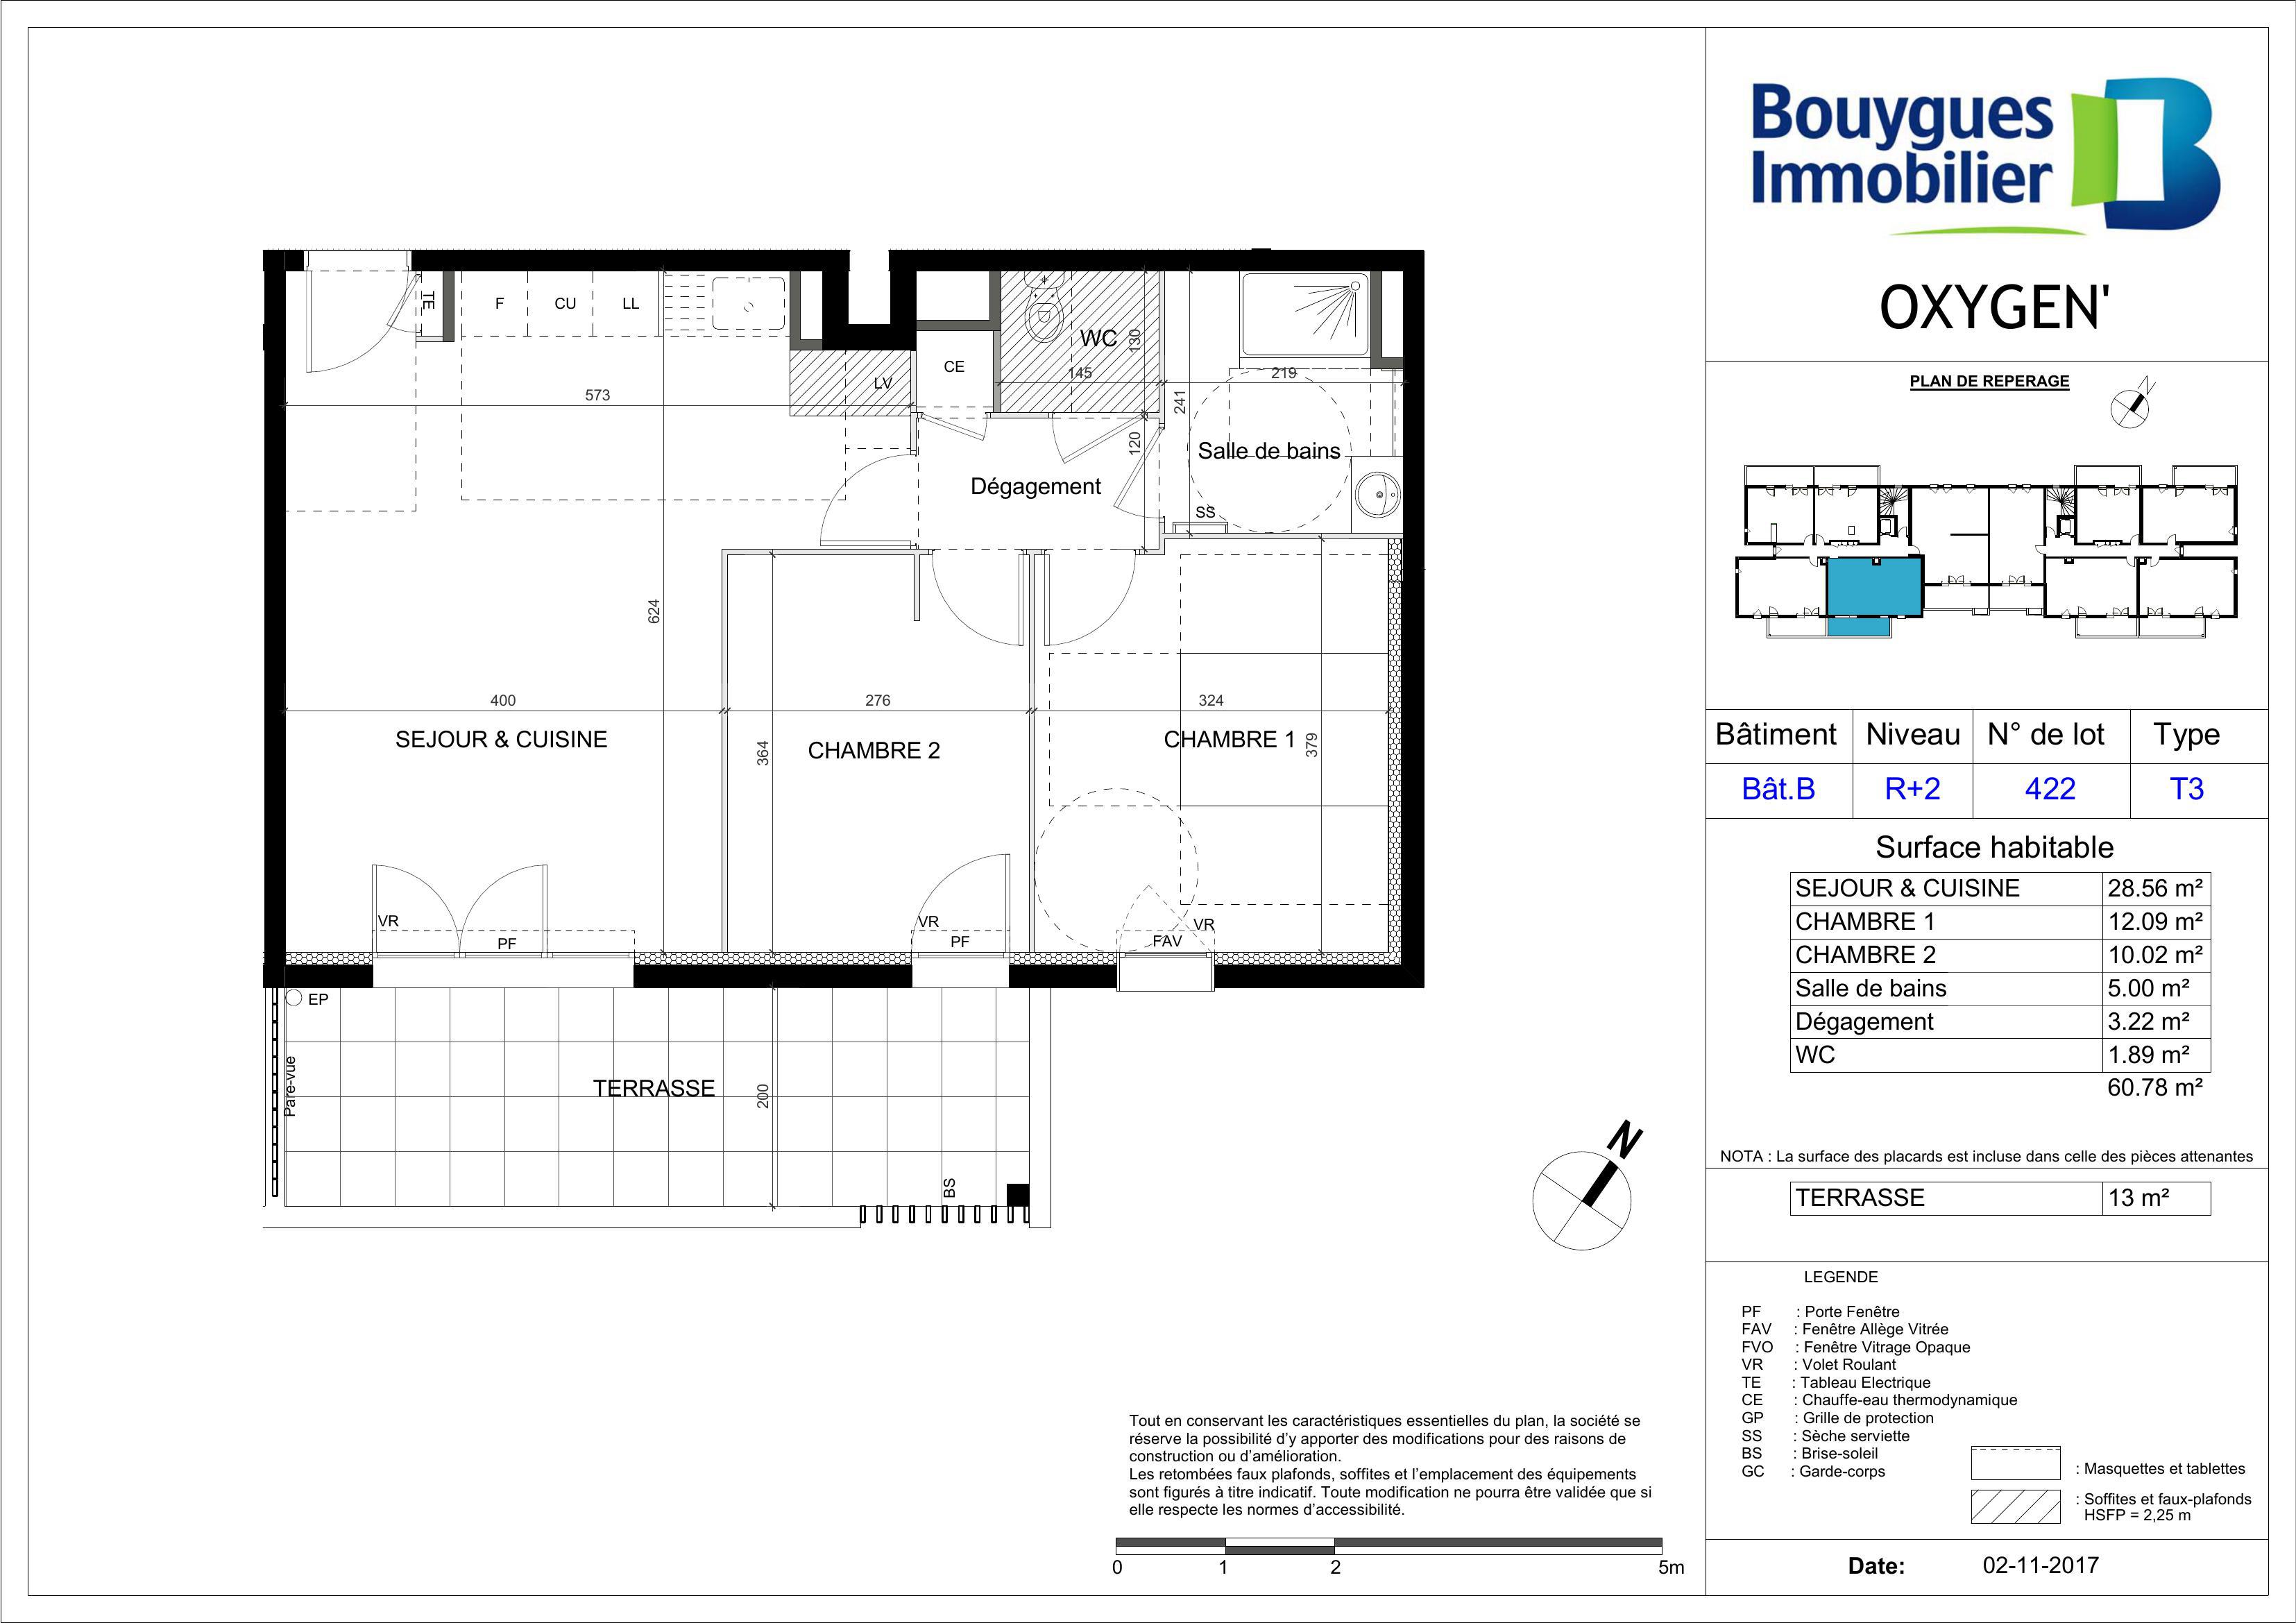 TE
F
CU
LL
WC
130
CE
LV
145
219
573
241
120
Salle de bains
Dégagement
SS
624
400
276
324
SEJOUR & CUISINE
CHAMBRE 2
CHAMBRE 1
364
379
VR
PF
VR
PF
VR
FAV
EP
Pare-vue
TERRASSE
200
BS
N
Tout en conservant les caractéristiques essentielles du plan, la société se
réserve la possibilité d'y apporter des modifications pour des raisons de
construction ou d'amélioration.
Les retombées faux plafonds, soffites et l'emplacement des équipements
sont figurés à titre indicatif. Toute modification ne pourra être validée que si
elle respecte les normes d'accessibilité.
0 1 2 5m
Bouygues
Immobilier
OXYGEN'
PLAN DE REPERAGE
N
Bâtiment Niveau N° de lot Type
Bât.B R+2 422 T3
Surface habitable
SEJOUR & CUISINE 28.56 m²
CHAMBRE 1 12.09 m²
CHAMBRE 2 10.02 m²
Salle de bains 5.00 m²
Dégagement 3.22 m²
WC 1.89 m²
60.78 m²
NOTA : La surface des placards est incluse dans celle des pièces attenantes
TERRASSE 13 m²
LEGENDE
PF : Porte Fenêtre
FAV : Fenêtre Allège Vitrée
FVO : Fenêtre Vitrage Opaque
VR : Volet Roulant
TE : Tableau Electrique
CE : Chauffe-eau thermodynamique
GP : Grille de protection
SS : Sèche serviette
BS : Brise-soleil
GC : Garde-corps
: Masquettes et tablettes
: Soffites et faux-plafonds
HSFP = 2,25 m
Date: 02-11-2017